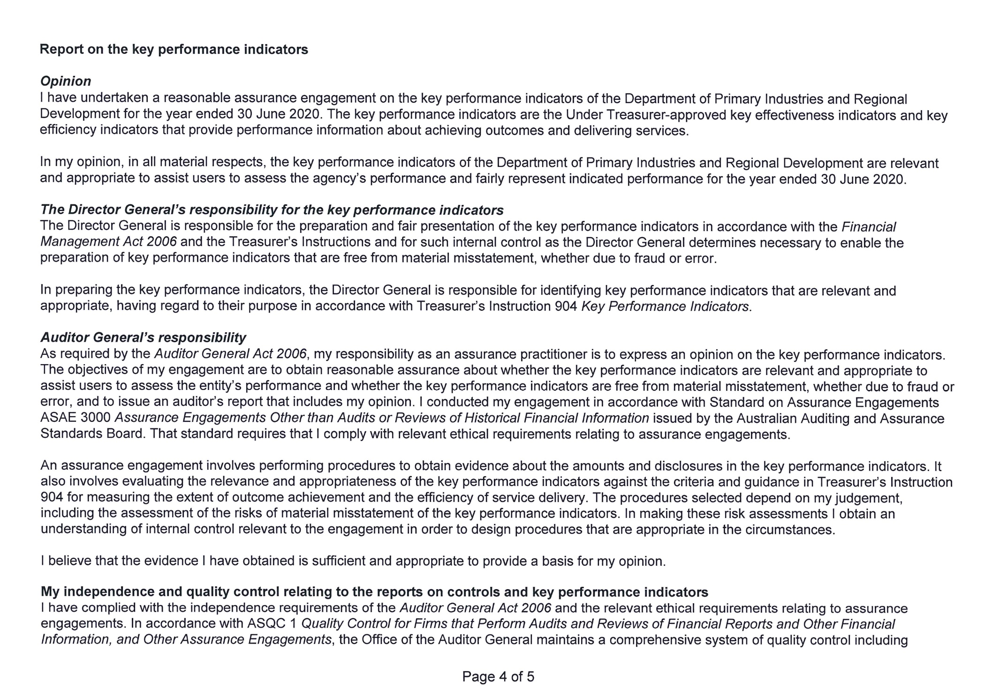 Report on the key performance indicators
Opinion
I have undertaken a reasonable assurance engagement on the key performance indicators of the Department of Primary Industries and Regional
Development for the year ended 30 June 2020. The key performance indicators are the Under Treasurer-approved key effectiveness indicators and key
efficiency indicators that provide performance information about achieving outcomes and delivering services.
In my opinion, in all material respects, the key performance indicators of the Department of Primary Industries and Regional Development are relevant
and appropriate to assist users to assess the agency's performance and fairly represent indicated performance for the year ended 30 June 2020.
The Director General's responsibility for the key performance indicators
The Director General is responsible for the preparation and fair presentation of the key performance indicators in accordance with the Financial
Management Act 2006 and the Treasurer's Instructions and for such internal control as the Director General determines necessary to enable the
preparation of key performance indicators that are free from material misstatement, whether due to fraud or error.
In preparing the key performance indicators, the Director General is responsible for identifying key performance indicators that are relevant and
appropriate, having regard to their purpose in accordance with Treasurer's Instruction 904 Key Performance Indicators.
Auditor General's responsibility
As required by the Auditor General Act 2006, my responsibility as an assurance practitioner is to express an opinion on the key performance indicators.
The objectives of my engagement are to obtain reasonable assurance about whether the key performance indicators are relevant and appropriate to
assist users to assess the entity's performance and whether the key performance indicators are free from material misstatement, whether due to fraud or
error, and to issue an auditor's report that includes my opinion. I conducted my engagement in accordance with Standard on Assurance Engagements
ASAE 3000 Assurance Engagements Other than Audits or Reviews of Historical Financial Information issued by the Australian Auditing and Assurance
Standards Board. That standard requires that I comply with relevant ethical requirements relating to assurance engagements.
An assurance engagement involves performing procedures to obtain evidence about the amounts and disclosures in the key performance indicators. It
also involves evaluating the relevance and appropriateness of the key performance indicators against the criteria and guidance in Treasurer's Instruction
904 for measuring the extent of outcome achievement and the efficiency of service delivery. The procedures selected depend on my judgement,
including the assessment of the risks of material misstatement of the key performance indicators. In making these risk assessments I obtain an
understanding of internal control relevant to the engagement in order to design procedures that are appropriate in the circumstances.
I believe that the evidence I have obtained is sufficient and appropriate to provide a basis for my opinion.
My independence and quality control relating to the reports on controls and key performance indicators
I have complied with the independence requirements of the Auditor General Act 2006 and the relevant ethical requirements relating to assurance
engagements. In accordance with ASQC 1 Quality Control for Firms that Perform Audits and Reviews of Financial Reports and Other Financial
Information, and Other Assurance Engagements, the Office of the Auditor General maintains a comprehensive system of quality control including
Page 4 of 5